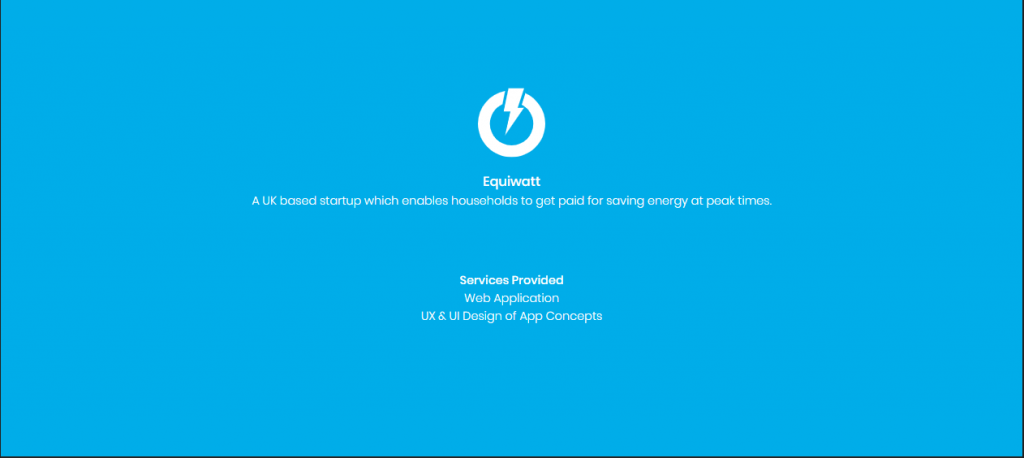 Equiwatt
A UK based startup which enables households to get paid for saving energy at peak times.
Services Provided
Web Application
UX & UI Design of App Concepts